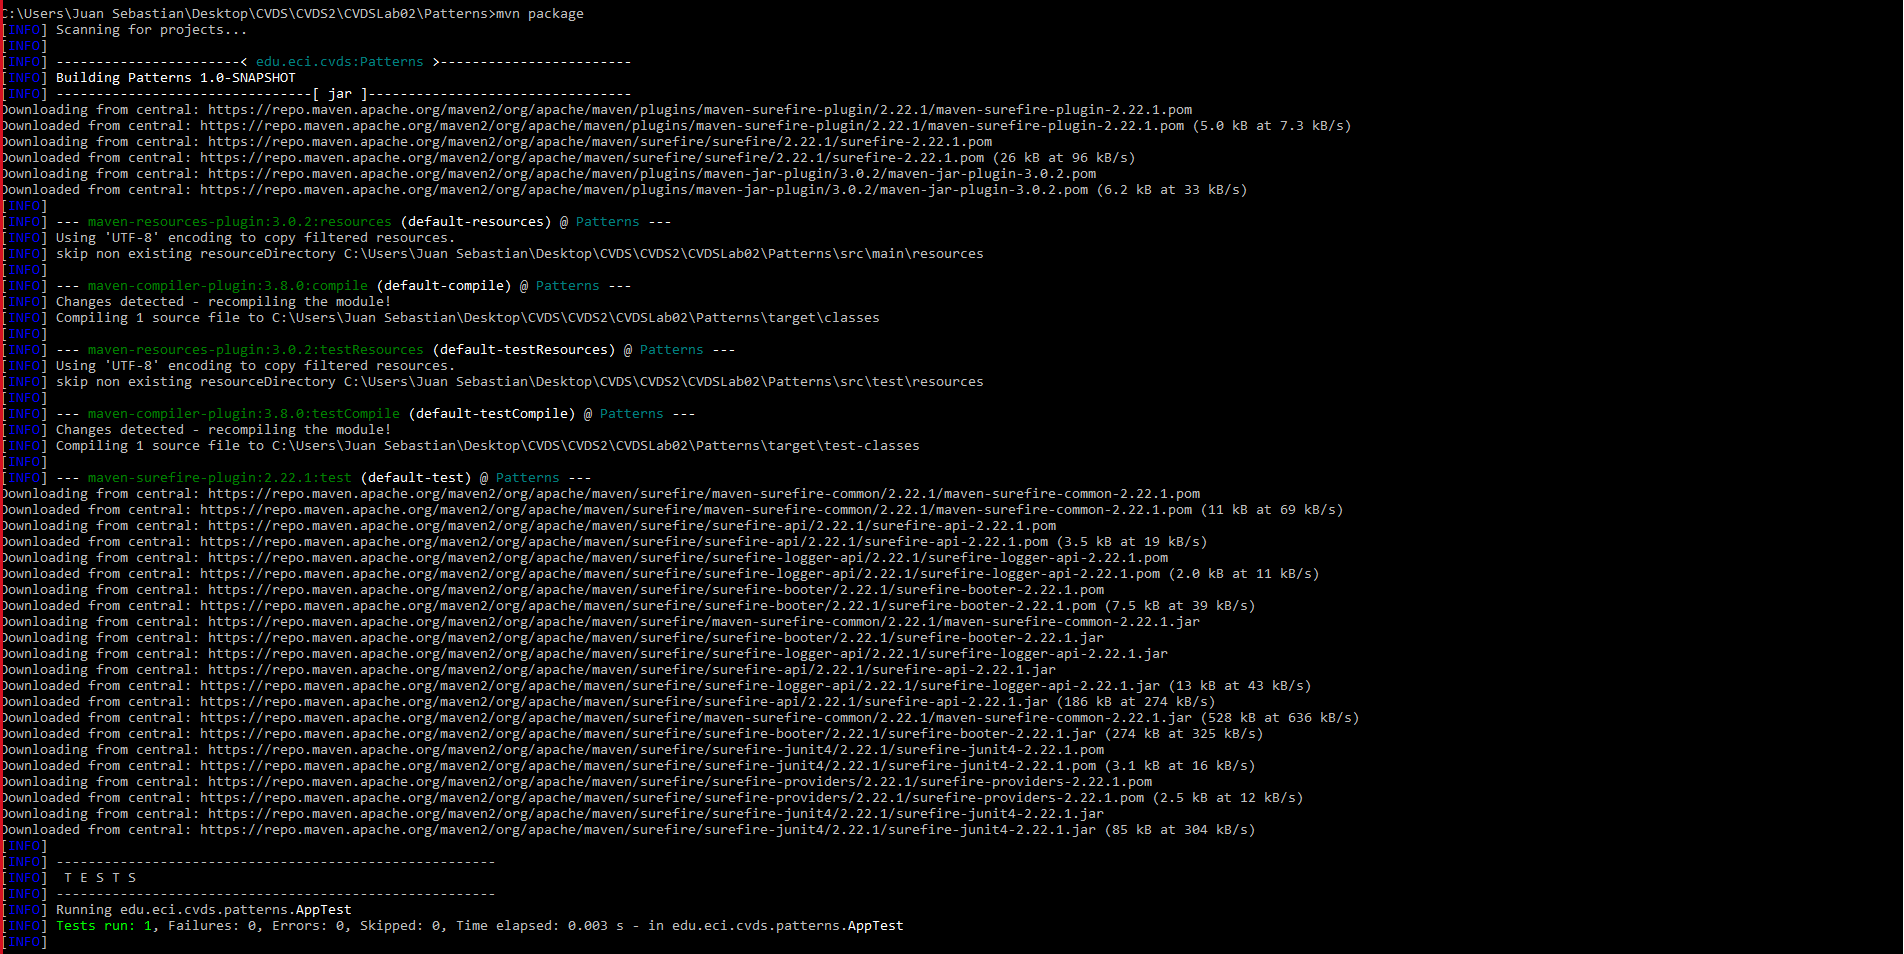 C:\Users\Juan Sebastian\Desktop\CVDS\CVDS2\CVDSLab02\Patterns>mvn package
[INFO] Scanning for projects...
[INFO]
[INFO] -----------------------< edu.eci.cvds:Patterns >------------------------
[INFO] Building Patterns 1.0-SNAPSHOT
[INFO] --------------------------------[ jar ]---------------------------------
Downloading from central: https://repo.maven.apache.org/maven2/org/apache/maven/plugins/maven-surefire-plugin/2.22.1/maven-surefire-plugin-2.22.1.pom
Downloaded from central: https://repo.maven.apache.org/maven2/org/apache/maven/plugins/maven-surefire-plugin/2.22.1/maven-surefire-plugin-2.22.1.pom (5.0 kB at 7.3 kB/s)
Downloading from central: https://repo.maven.apache.org/maven2/org/apache/maven/surefire/surefire/2.22.1/surefire-2.22.1.pom
Downloaded from central: https://repo.maven.apache.org/maven2/org/apache/maven/surefire/surefire/2.22.1/surefire-2.22.1.pom (26 kB at 96 kB/s)
Downloading from central: https://repo.maven.apache.org/maven2/org/apache/maven/plugins/maven-jar-plugin/3.0.2/maven-jar-plugin-3.0.2.pom
Downloaded from central: https://repo.maven.apache.org/maven2/org/apache/maven/plugins/maven-jar-plugin/3.0.2/maven-jar-plugin-3.0.2.pom (6.2 kB at 33 kB/s)
[INFO]
[INFO] --- maven-resources-plugin:3.0.2:resources (default-resources) @ Patterns ---
[INFO] Using 'UTF-8' encoding to copy filtered resources.
[INFO] skip non existing resourceDirectory C:\Users\Juan Sebastian\Desktop\CVDS\CVDS2\CVDSLab02\Patterns\src\main\resources
[INFO]
[INFO] --- maven-compiler-plugin:3.8.0:compile (default-compile) @ Patterns ---
[INFO] Changes detected - recompiling the module!
[INFO] Compiling 1 source file to C:\Users\Juan Sebastian\Desktop\CVDS\CVDS2\CVDSLab02\Patterns\target\classes
[INFO]
[INFO] --- maven-resources-plugin:3.0.2:testResources (default-testResources) @ Patterns ---
[INFO] Using 'UTF-8' encoding to copy filtered resources.
[INFO] skip non existing resourceDirectory C:\Users\Juan Sebastian\Desktop\CVDS\CVDS2\CVDSLab02\Patterns\src\test\resources
[INFO]
[INFO] --- maven-compiler-plugin:3.8.0:testCompile (default-testCompile) @ Patterns ---
[INFO] Changes detected - recompiling the module!
[INFO] Compiling 1 source file to C:\Users\Juan Sebastian\Desktop\CVDS\CVDS2\CVDSLab02\Patterns\target\test-classes
[INFO]
[INFO] --- maven-surefire-plugin:2.22.1:test (default-test) @ Patterns ---
Downloading from central: https://repo.maven.apache.org/maven2/org/apache/maven/surefire/maven-surefire-common/2.22.1/maven-surefire-common-2.22.1.pom
Downloaded from central: https://repo.maven.apache.org/maven2/org/apache/maven/surefire/maven-surefire-common/2.22.1/maven-surefire-common-2.22.1.pom (11 kB at 69 kB/s)
Downloading from central: https://repo.maven.apache.org/maven2/org/apache/maven/surefire/surefire-api/2.22.1/surefire-api-2.22.1.pom
Downloaded from central: https://repo.maven.apache.org/maven2/org/apache/maven/surefire/surefire-api/2.22.1/surefire-api-2.22.1.pom (3.5 kB at 19 kB/s)
Downloading from central: https://repo.maven.apache.org/maven2/org/apache/maven/surefire/surefire-logger-api/2.22.1/surefire-logger-api-2.22.1.pom
Downloaded from central: https://repo.maven.apache.org/maven2/org/apache/maven/surefire/surefire-logger-api/2.22.1/surefire-logger-api-2.22.1.pom (2.0 kB at 11 kB/s)
Downloading from central: https://repo.maven.apache.org/maven2/org/apache/maven/surefire/surefire-booter/2.22.1/surefire-booter-2.22.1.pom
Downloaded from central: https://repo.maven.apache.org/maven2/org/apache/maven/surefire/surefire-booter/2.22.1/surefire-booter-2.22.1.pom (7.5 kB at 39 kB/s)
Downloading from central: https://repo.maven.apache.org/maven2/org/apache/maven/surefire/maven-surefire-common/2.22.1/maven-surefire-common-2.22.1.jar
Downloading from central: https://repo.maven.apache.org/maven2/org/apache/maven/surefire/surefire-booter/2.22.1/surefire-booter-2.22.1.jar
Downloading from central: https://repo.maven.apache.org/maven2/org/apache/maven/surefire/surefire-logger-api/2.22.1/surefire-logger-api-2.22.1.jar
Downloading from central: https://repo.maven.apache.org/maven2/org/apache/maven/surefire/surefire-api/2.22.1/surefire-api-2.22.1.jar
Downloaded from central: https://repo.maven.apache.org/maven2/org/apache/maven/surefire/surefire-logger-api/2.22.1/surefire-logger-api-2.22.1.jar (13 kB at 43 kB/s)
Downloaded from central: https://repo.maven.apache.org/maven2/org/apache/maven/surefire/surefire-api/2.22.1/surefire-api-2.22.1.jar (186 kB at 274 kB/s)
Downloaded from central: https://repo.maven.apache.org/maven2/org/apache/maven/surefire/maven-surefire-common/2.22.1/maven-surefire-common-2.22.1.jar (528 kB at 636 kB/s)
Downloaded from central: https://repo.maven.apache.org/maven2/org/apache/maven/surefire/surefire-booter/2.22.1/surefire-booter-2.22.1.jar (274 kB at 325 kB/s)
Downloading from central: https://repo.maven.apache.org/maven2/org/apache/maven/surefire/surefire-junit4/2.22.1/surefire-junit4-2.22.1.pom
Downloaded from central: https://repo.maven.apache.org/maven2/org/apache/maven/surefire/surefire-junit4/2.22.1/surefire-junit4-2.22.1.pom (3.1 kB at 16 kB/s)
Downloading from central: https://repo.maven.apache.org/maven2/org/apache/maven/surefire/surefire-providers/2.22.1/surefire-providers-2.22.1.pom
Downloaded from central: https://repo.maven.apache.org/maven2/org/apache/maven/surefire/surefire-providers/2.22.1/surefire-providers-2.22.1.pom (2.5 kB at 12 kB/s)
Downloading from central: https://repo.maven.apache.org/maven2/org/apache/maven/surefire/surefire-junit4/2.22.1/surefire-junit4-2.22.1.jar
Downloaded from central: https://repo.maven.apache.org/maven2/org/apache/maven/surefire/surefire-junit4/2.22.1/surefire-junit4-2.22.1.jar (85 kB at 304 kB/s)
[INFO]
[INFO] -------------------------------------------------------
[INFO]  T E S T S
[INFO] -------------------------------------------------------
[INFO] Running edu.eci.cvds.patterns.AppTest
[INFO] Tests run: 1, Failures: 0, Errors: 0, Skipped: 0, Time elapsed: 0.003 s - in edu.eci.cvds.patterns.AppTest
[INFO]